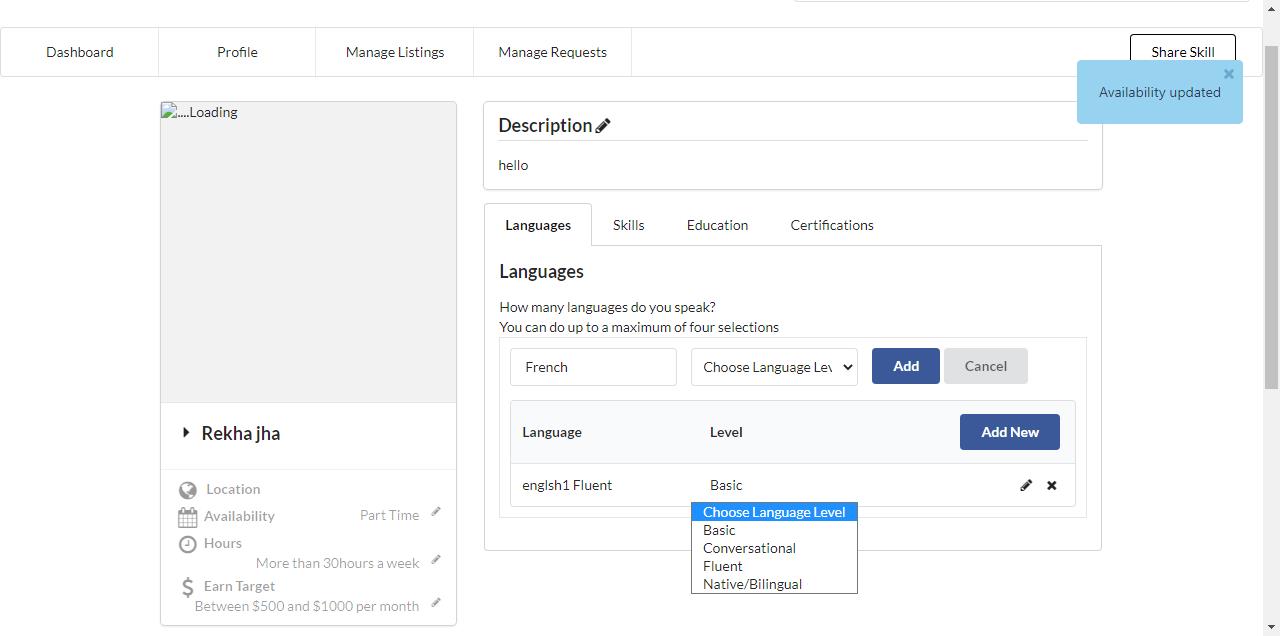 Dashboard Profile Manage Listings Manage Requests Share Skill
Availability updated
....Loading
Rekha jha
Location
Availability Part Time
Hours
More than 30hours a week
Earn Target
Between $500 and $1000 per month
Description
hello
Languages Skills Education Certifications
Languages
How many languages do you speak?
You can do up to a maximum of four selections
French Choose Language Lev Add Cancel
Language Level Add New
englsh1 Fluent Basic
Choose Language Level
Basic
Conversational
Fluent
Native/Bilingual